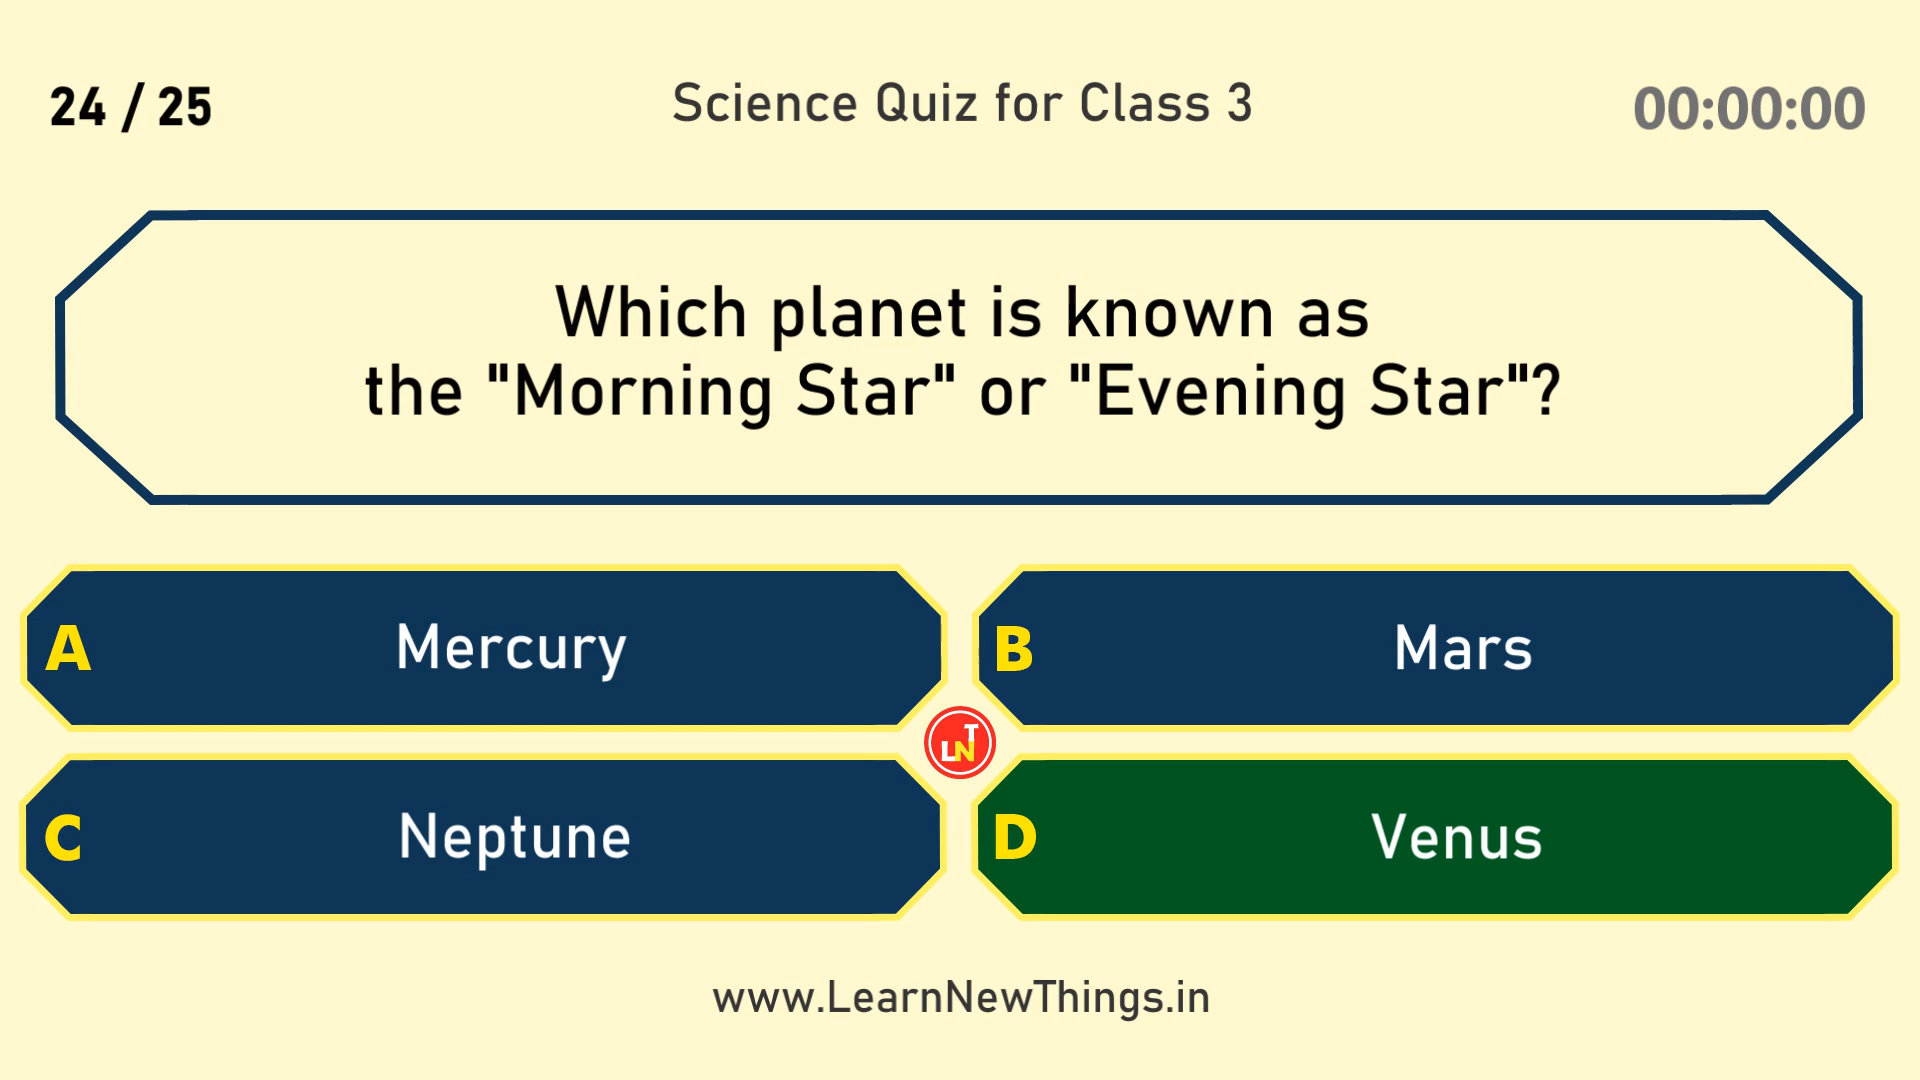 24 / 25
Science Quiz for Class 3
00:00:00
Which planet is known as
the "Morning Star" or "Evening Star"?
A Mercury
B Mars
LNT
C Neptune
D Venus
www.LearnNewThings.in